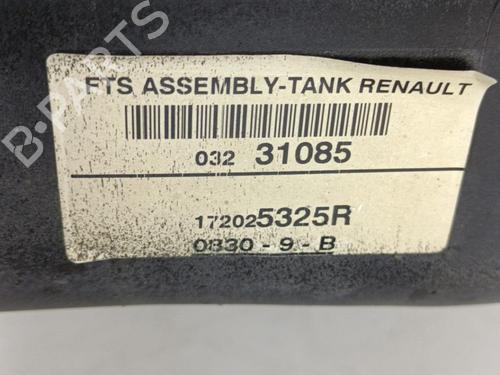 B-PARTS
FTS ASSEMBLY-TANK RENAULT
032 31085
172025325R
0830 - 9 - B